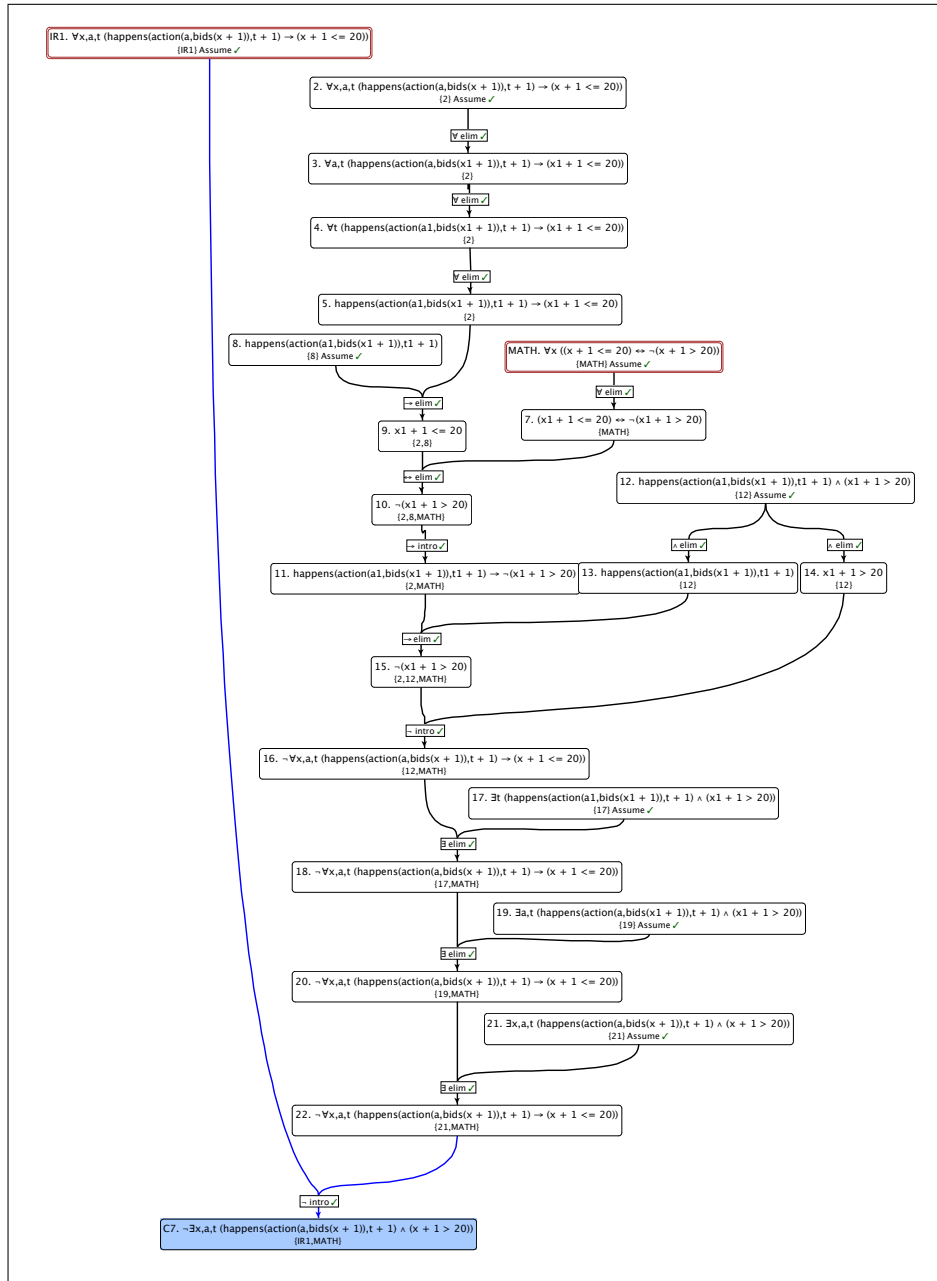 IR1. ∀x,a,t (happens(action(a,bids(x + 1)),t + 1) → (x + 1 <= 20))
{IR1} Assume ✓
2. ∀x,a,t (happens(action(a,bids(x + 1)),t + 1) → (x + 1 <= 20))
{2} Assume ✓
∀ elim ✓
3. ∀a,t (happens(action(a,bids(x1 + 1)),t + 1) → (x1 + 1 <= 20))
{2}
∀ elim ✓
4. ∀t (happens(action(a1,bids(x1 + 1)),t + 1) → (x1 + 1 <= 20))
{2}
∀ elim ✓
5. happens(action(a1,bids(x1 + 1)),t1 + 1) → (x1 + 1 <= 20)
{2}
8. happens(action(a1,bids(x1 + 1)),t1 + 1)
{8} Assume ✓
MATH. ∀x ((x + 1 <= 20) ↔ ¬(x + 1 > 20))
{MATH} Assume ✓
∀ elim ✓
→ elim ✓
7. (x1 + 1 <= 20) ↔ ¬(x1 + 1 > 20)
{MATH}
9. x1 + 1 <= 20
{2,8}
↔ elim ✓
10. ¬(x1 + 1 > 20)
{2,8,MATH}
12. happens(action(a1,bids(x1 + 1)),t1 + 1) ∧ (x1 + 1 > 20)
{12} Assume ✓
→ intro ✓
∧ elim ✓
∧ elim ✓
11. happens(action(a1,bids(x1 + 1)),t1 + 1) → ¬(x1 + 1 > 20)
{2,MATH}
13. happens(action(a1,bids(x1 + 1)),t1 + 1)
{12}
14. x1 + 1 > 20
{12}
→ elim ✓
15. ¬(x1 + 1 > 20)
{2,12,MATH}
¬ intro ✓
16. ¬∀x,a,t (happens(action(a,bids(x + 1)),t + 1) → (x + 1 <= 20))
{12,MATH}
17. ∃t (happens(action(a1,bids(x1 + 1)),t + 1) ∧ (x1 + 1 > 20))
{17} Assume ✓
∃ elim ✓
18. ¬∀x,a,t (happens(action(a,bids(x + 1)),t + 1) → (x + 1 <= 20))
{17,MATH}
19. ∃a,t (happens(action(a,bids(x1 + 1)),t + 1) ∧ (x1 + 1 > 20))
{19} Assume ✓
∃ elim ✓
20. ¬∀x,a,t (happens(action(a,bids(x + 1)),t + 1) → (x + 1 <= 20))
{19,MATH}
21. ∃x,a,t (happens(action(a,bids(x + 1)),t + 1) ∧ (x + 1 > 20))
{21} Assume ✓
∃ elim ✓
22. ¬∀x,a,t (happens(action(a,bids(x + 1)),t + 1) → (x + 1 <= 20))
{21,MATH}
¬ intro ✓
C7. ¬∃x,a,t (happens(action(a,bids(x + 1)),t + 1) ∧ (x + 1 > 20))
{IR1,MATH}